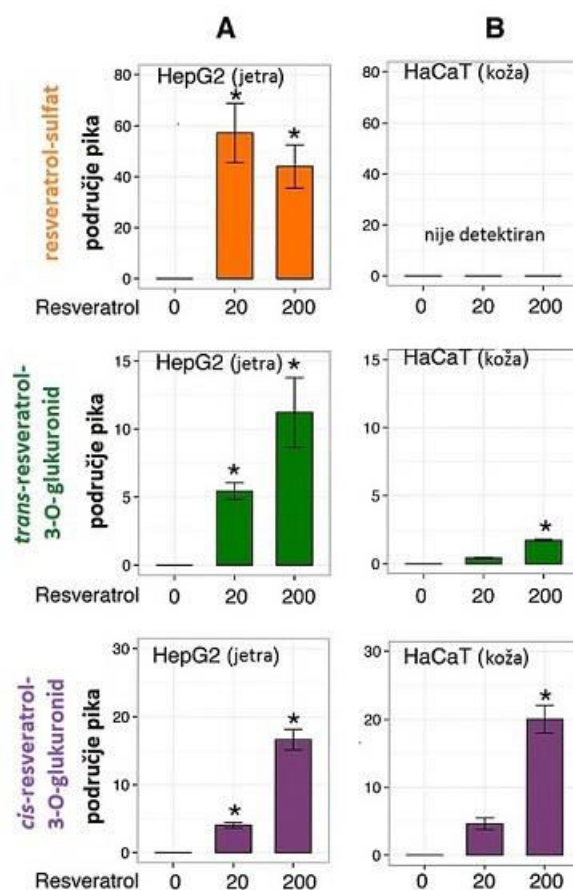 A
B
resveratrol-sulfat
područje pika
80
60
40
20
0
HepG2 (jetra)
*
*
Resveratrol
0
20
200
80
60
40
20
0
HaCaT (koža)
nije detektiran
0
20
200
trans-resveratrol-
3-O-glukuronid
područje pika
15
10
5
0
HepG2 (jetra)
*
*
Resveratrol
0
20
200
15
10
5
0
HaCaT (koža)
*
0
20
200
cis-resveratrol-
3-O-glukuronid
područje pika
30
20
10
0
HepG2 (jetra)
*
*
Resveratrol
0
20
200
30
20
10
0
HaCaT (koža)
*
0
20
200